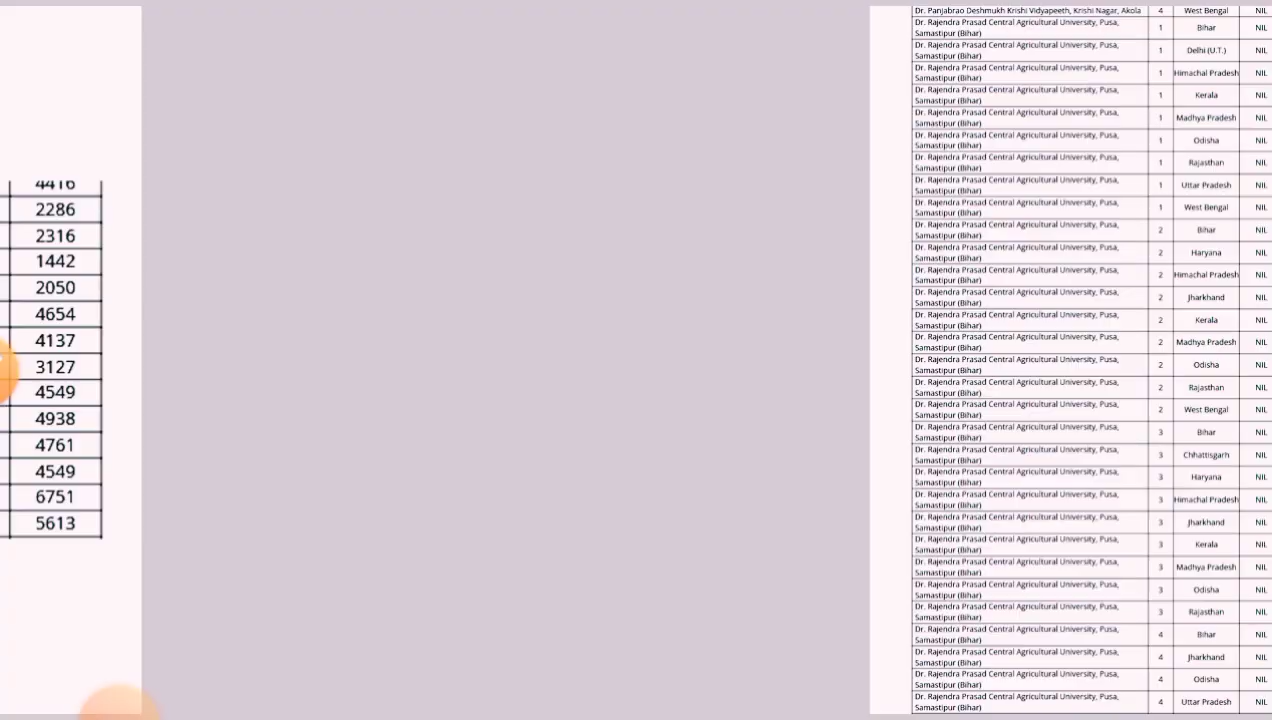 4416
2286
2316
1442
2050
4654
4137
3127
4549
4938
4761
4549
6751
5613
Dr. Panjabrao Deshmukh Krishi Vidyapeeth, Krishi Nagar, Akola 4 West Bengal NIL
Dr. Rajendra Prasad Central Agricultural University, Pusa,
Samastipur (Bihar) 1 Bihar NIL
Dr. Rajendra Prasad Central Agricultural University, Pusa,
Samastipur (Bihar) 1 Delhi (U.T.) NIL
Dr. Rajendra Prasad Central Agricultural University, Pusa,
Samastipur (Bihar) 1 Himachal Pradesh NIL
Dr. Rajendra Prasad Central Agricultural University, Pusa,
Samastipur (Bihar) 1 Kerala NIL
Dr. Rajendra Prasad Central Agricultural University, Pusa,
Samastipur (Bihar) 1 Madhya Pradesh NIL
Dr. Rajendra Prasad Central Agricultural University, Pusa,
Samastipur (Bihar) 1 Odisha NIL
Dr. Rajendra Prasad Central Agricultural University, Pusa,
Samastipur (Bihar) 1 Rajasthan NIL
Dr. Rajendra Prasad Central Agricultural University, Pusa,
Samastipur (Bihar) 1 Uttar Pradesh NIL
Dr. Rajendra Prasad Central Agricultural University, Pusa,
Samastipur (Bihar) 1 West Bengal NIL
Dr. Rajendra Prasad Central Agricultural University, Pusa,
Samastipur (Bihar) 2 Bihar NIL
Dr. Rajendra Prasad Central Agricultural University, Pusa,
Samastipur (Bihar) 2 Haryana NIL
Dr. Rajendra Prasad Central Agricultural University, Pusa,
Samastipur (Bihar) 2 Himachal Pradesh NIL
Dr. Rajendra Prasad Central Agricultural University, Pusa,
Samastipur (Bihar) 2 Jharkhand NIL
Dr. Rajendra Prasad Central Agricultural University, Pusa,
Samastipur (Bihar) 2 Kerala NIL
Dr. Rajendra Prasad Central Agricultural University, Pusa,
Samastipur (Bihar) 2 Madhya Pradesh NIL
Dr. Rajendra Prasad Central Agricultural University, Pusa,
Samastipur (Bihar) 2 Odisha NIL
Dr. Rajendra Prasad Central Agricultural University, Pusa,
Samastipur (Bihar) 2 Rajasthan NIL
Dr. Rajendra Prasad Central Agricultural University, Pusa,
Samastipur (Bihar) 2 West Bengal NIL
Dr. Rajendra Prasad Central Agricultural University, Pusa,
Samastipur (Bihar) 3 Bihar NIL
Dr. Rajendra Prasad Central Agricultural University, Pusa,
Samastipur (Bihar) 3 Chhattisgarh NIL
Dr. Rajendra Prasad Central Agricultural University, Pusa,
Samastipur (Bihar) 3 Haryana NIL
Dr. Rajendra Prasad Central Agricultural University, Pusa,
Samastipur (Bihar) 3 Himachal Pradesh NIL
Dr. Rajendra Prasad Central Agricultural University, Pusa,
Samastipur (Bihar) 3 Jharkhand NIL
Dr. Rajendra Prasad Central Agricultural University, Pusa,
Samastipur (Bihar) 3 Kerala NIL
Dr. Rajendra Prasad Central Agricultural University, Pusa,
Samastipur (Bihar) 3 Madhya Pradesh NIL
Dr. Rajendra Prasad Central Agricultural University, Pusa,
Samastipur (Bihar) 3 Odisha NIL
Dr. Rajendra Prasad Central Agricultural University, Pusa,
Samastipur (Bihar) 3 Rajasthan NIL
Dr. Rajendra Prasad Central Agricultural University, Pusa,
Samastipur (Bihar) 4 Bihar NIL
Dr. Rajendra Prasad Central Agricultural University, Pusa,
Samastipur (Bihar) 4 Jharkhand NIL
Dr. Rajendra Prasad Central Agricultural University, Pusa,
Samastipur (Bihar) 4 Odisha NIL
Dr. Rajendra Prasad Central Agricultural University, Pusa,
Samastipur (Bihar) 4 Uttar Pradesh NIL